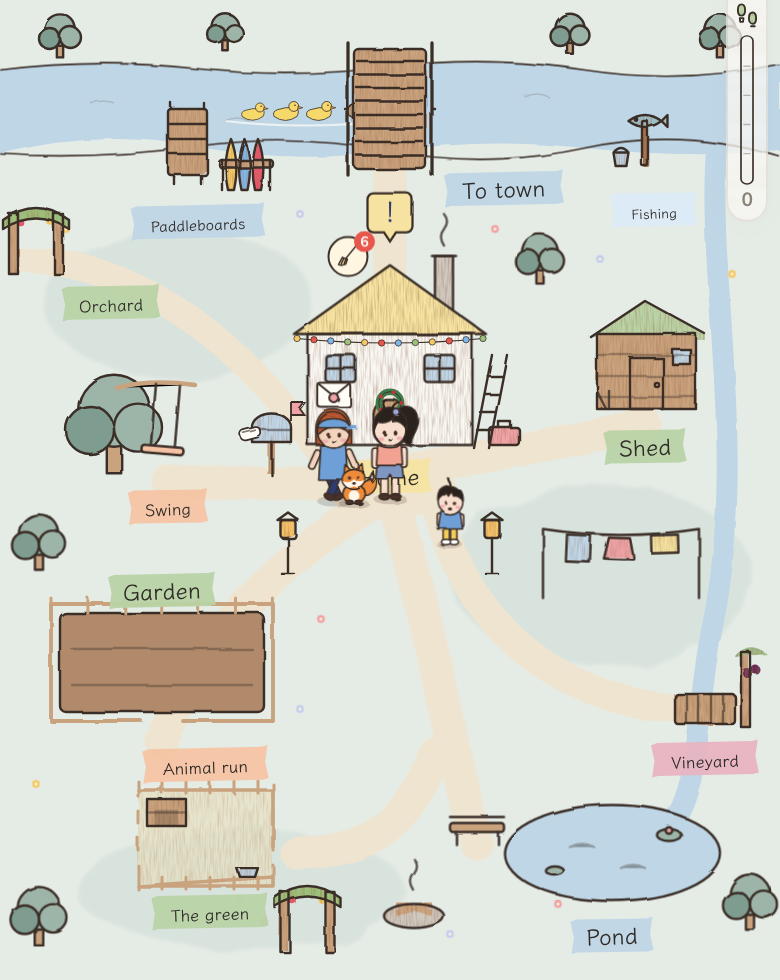 To town
0
Paddleboards
Fishing
!
6
Orchard
Shed
Swing
Garden
Animal run
Vineyard
The green
Pond